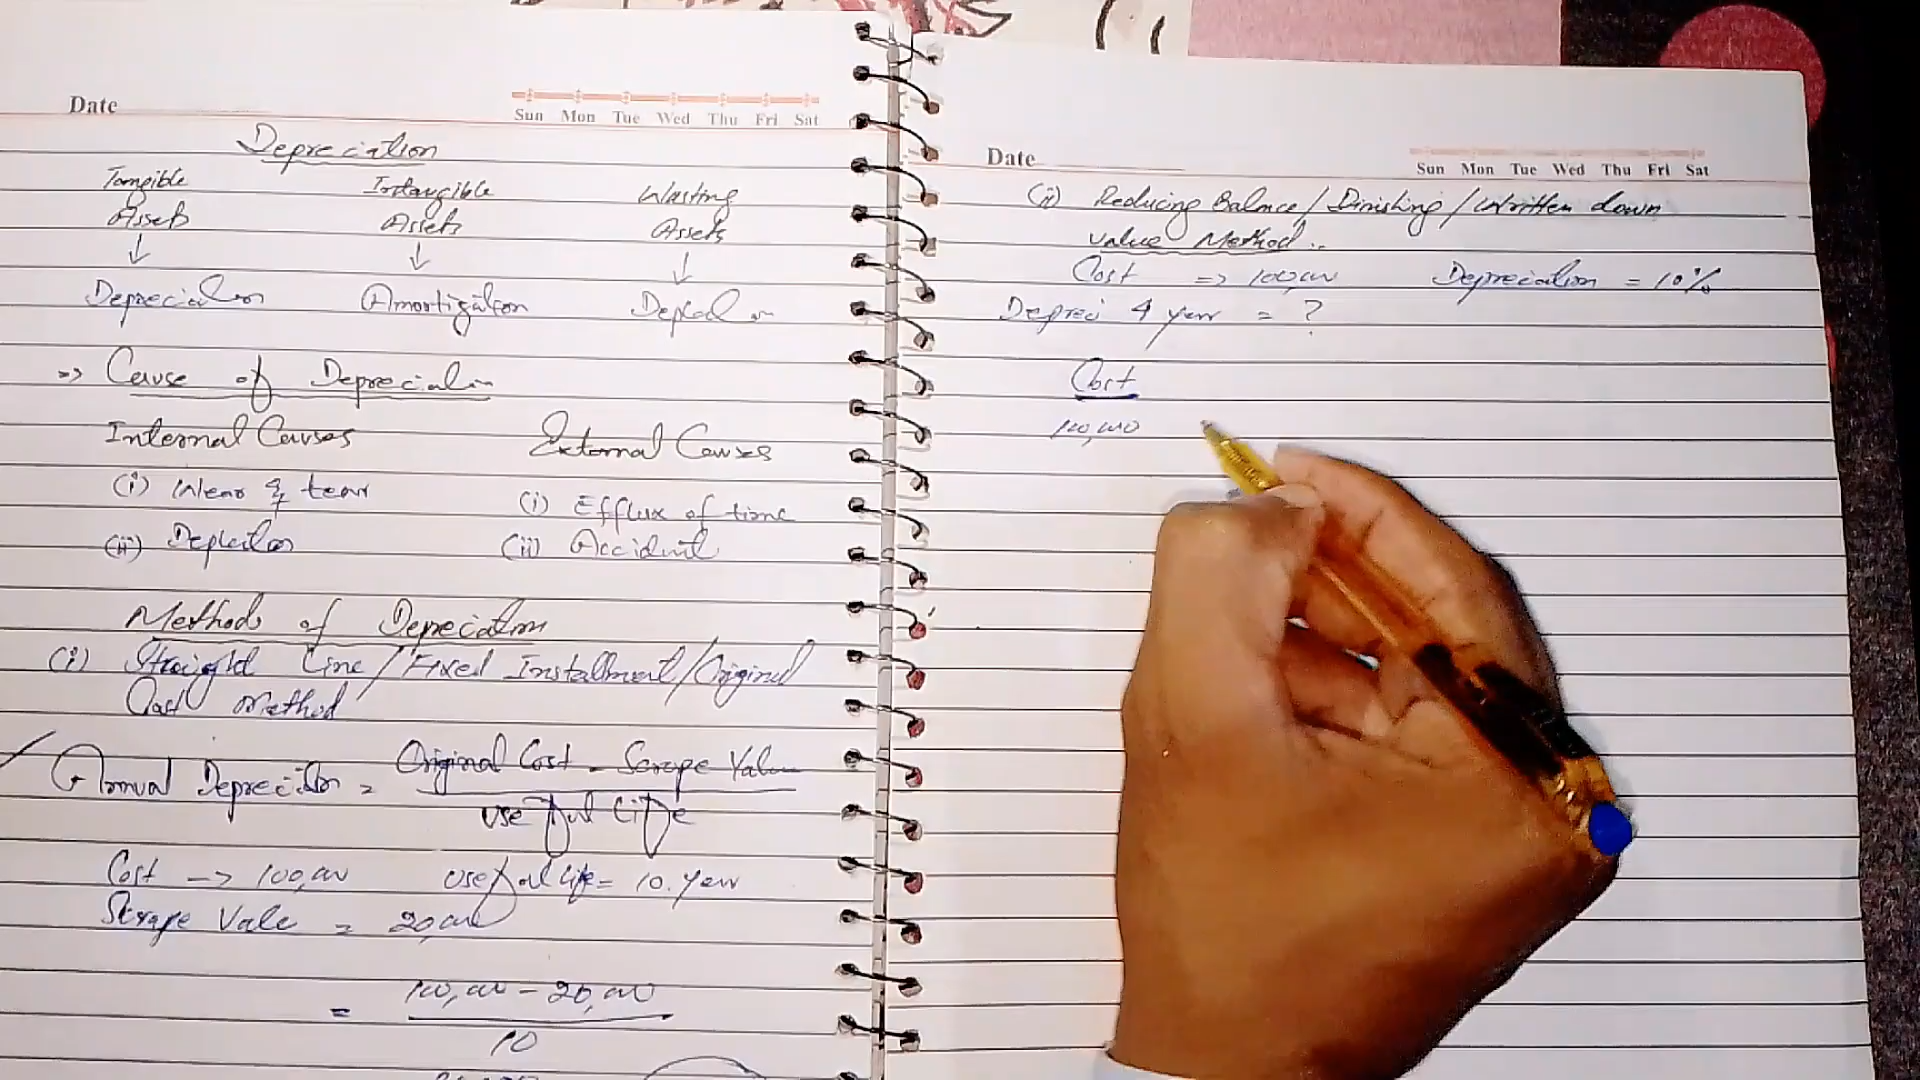 Date
Sun Mon Tue Wed Thu Fri Sat
Depreciation
Tangible Assets
↓
Depreciation
Intangible Assets
↓
Amortization
Wasting Assets
↓
=> Cause of Depreciation
Internal Causes
(i) Wear & tear
(ii) Depletion
External Causes
(i) Efflux of time
(ii) Accident
Methods of Depreciation
(i) Straight Line/Fixed Installment/Original
Cost Method
Annual Depreciation = Original Cost - Scrape Value
useful life
Cost -> 100,000 useful life = 10. year
Scrape Vale = 20,000
= 100,000 - 20,000
10
Date
Sun Mon Tue Wed Thu Fri Sat
(ii) Reducing Balance/Dinishing/Written down
value Method..
Cost => 100,000 Depreciation = 10%
Deprei 4 year = ?
Cost
100,000